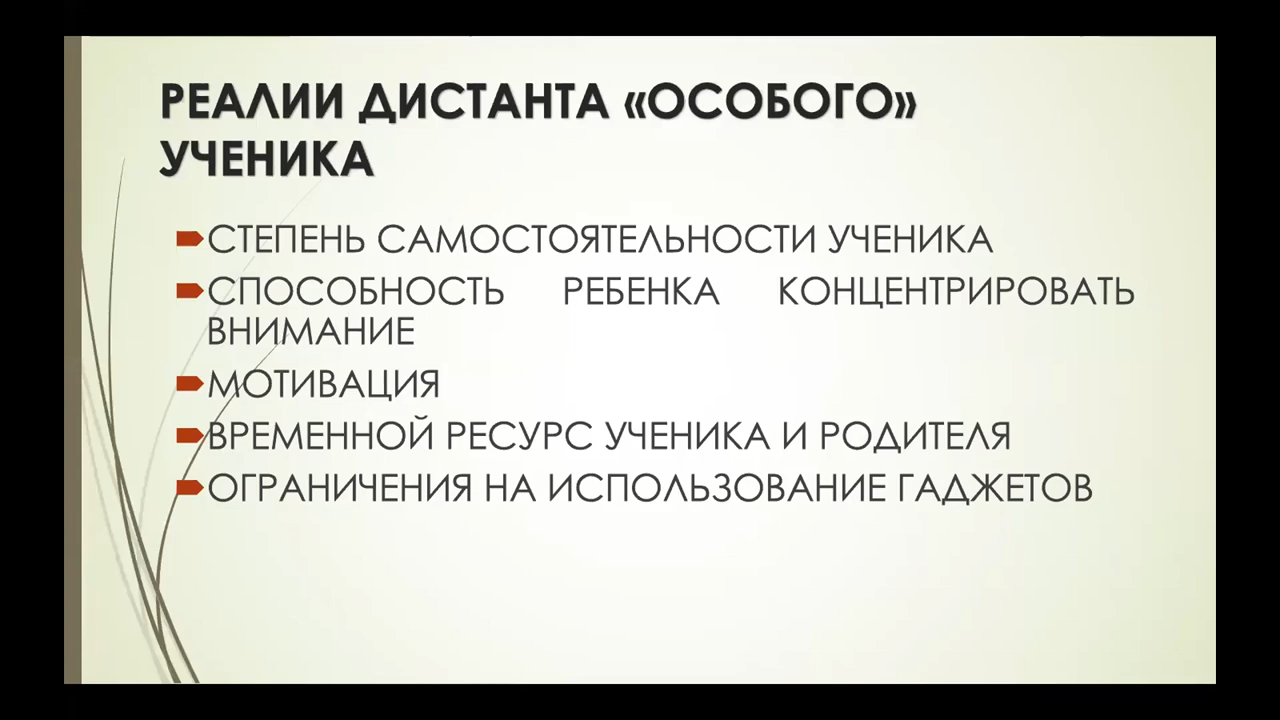 РЕАЛИИ ДИСТАНТА «ОСОБОГО»
УЧЕНИКА
СТЕПЕНЬ САМОСТОЯТЕЛЬНОСТИ УЧЕНИКА
СПОСОБНОСТЬ РЕБЕНКА КОНЦЕНТРИРОВАТЬ
ВНИМАНИЕ
МОТИВАЦИЯ
ВРЕМЕННОЙ РЕСУРС УЧЕНИКА И РОДИТЕЛЯ
ОГРАНИЧЕНИЯ НА ИСПОЛЬЗОВАНИЕ ГАДЖЕТОВ